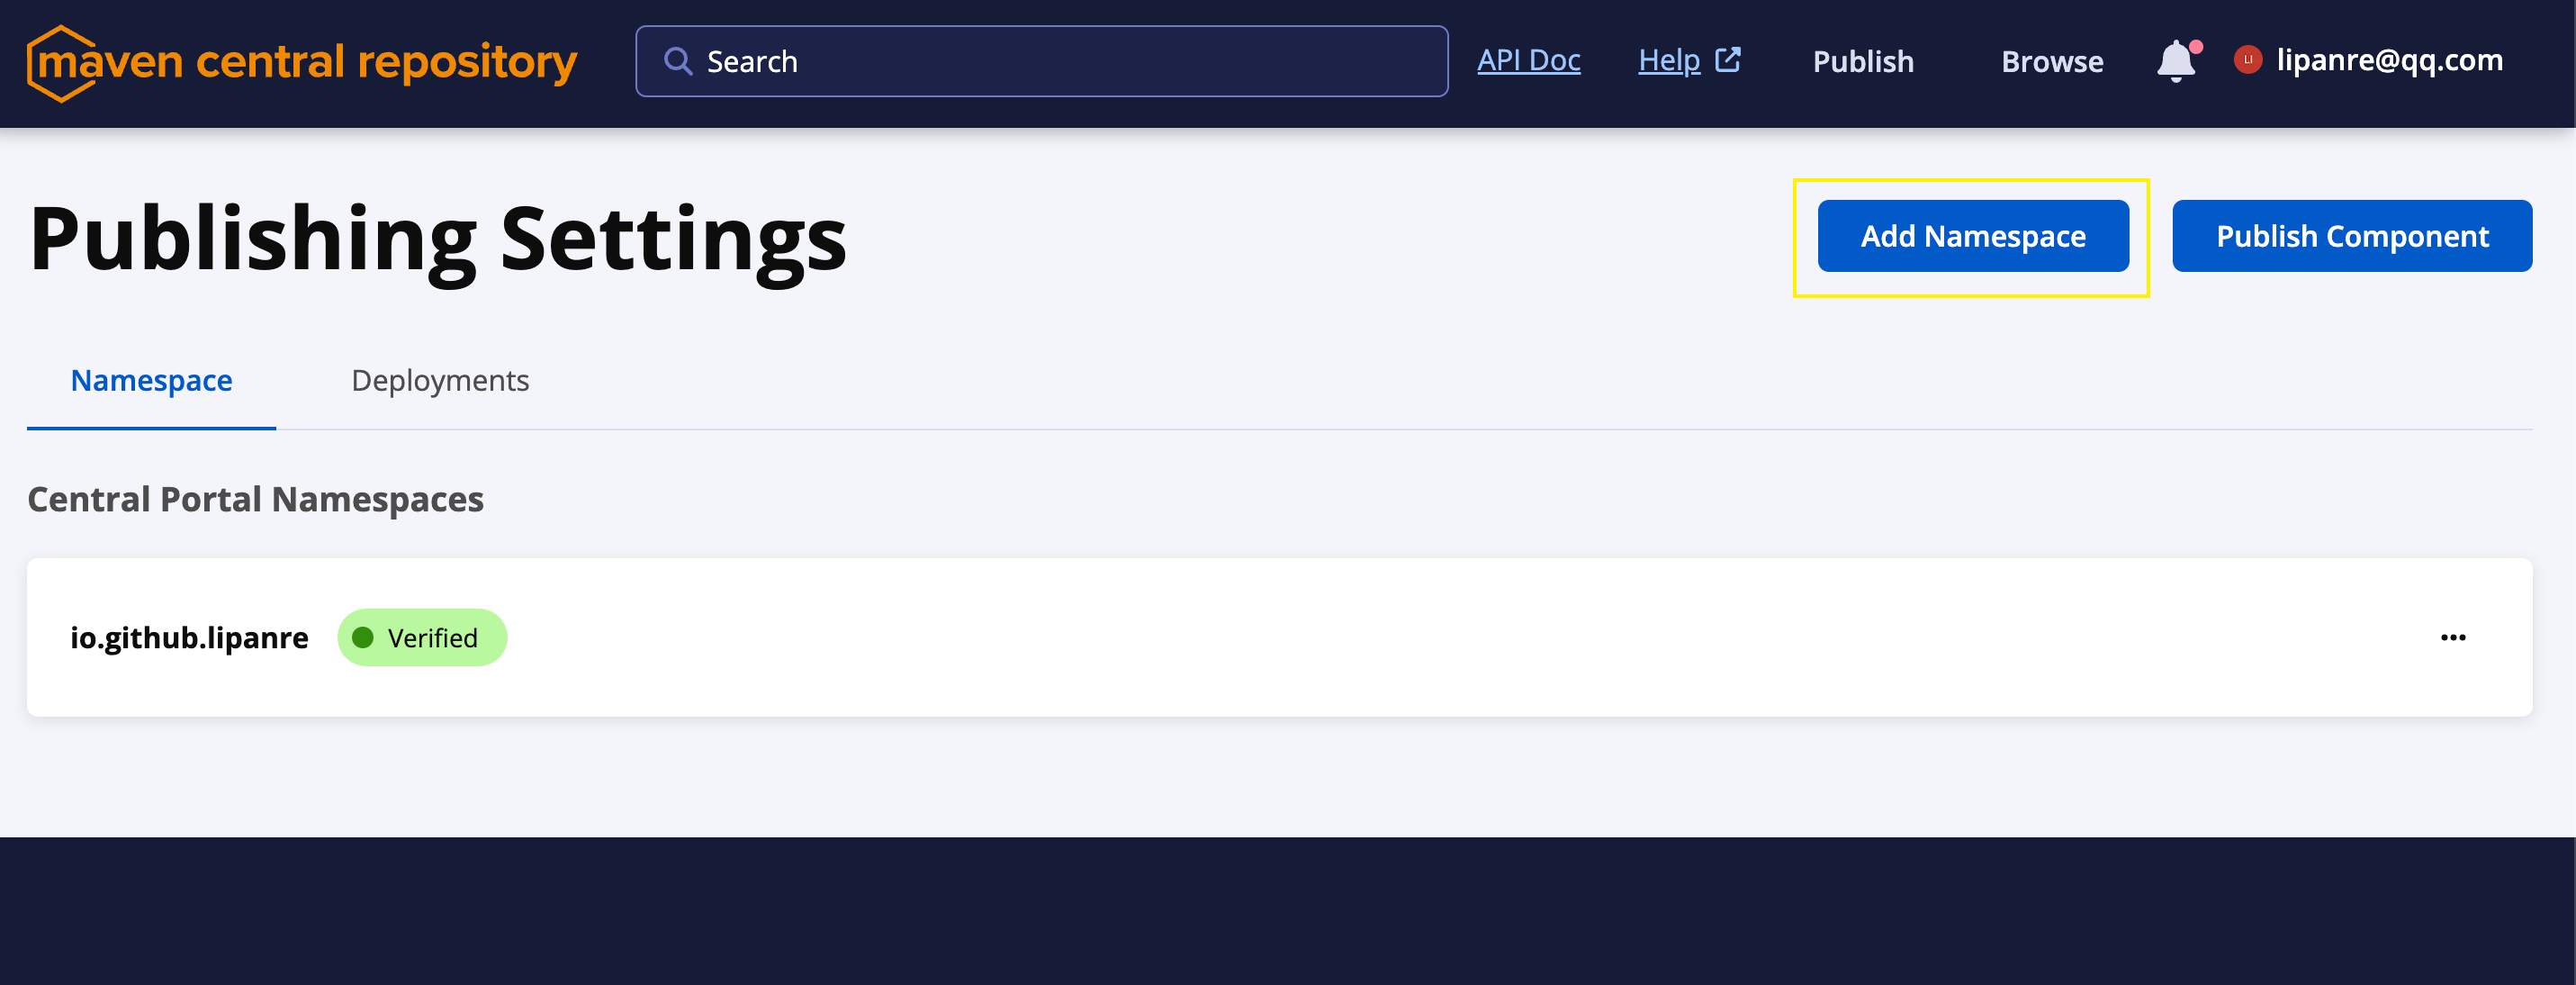 maven central repository
Search
API Doc
Help
Publish
Browse
LI
lipanre@qq.com
Publishing Settings
Add Namespace
Publish Component
Namespace
Deployments
Central Portal Namespaces
io.github.lipanre
Verified